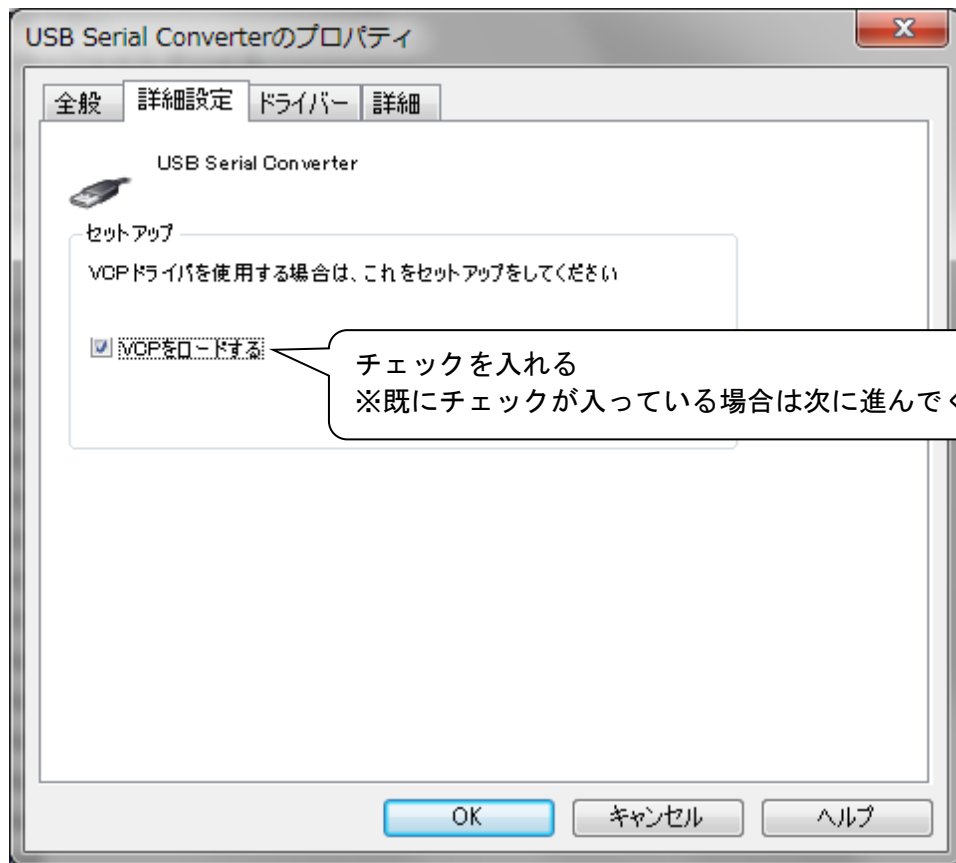 USB Serial Converterのプロパティ
全般 詳細設定 ドライバー 詳細
USB Serial Converter
セットアップ
VCPドライバを使用する場合は、これをセットアップをしてください
VCPをロードする
チェックを入れる
※既にチェックが入っている場合は次に進んで
OK キャンセル ヘルプ